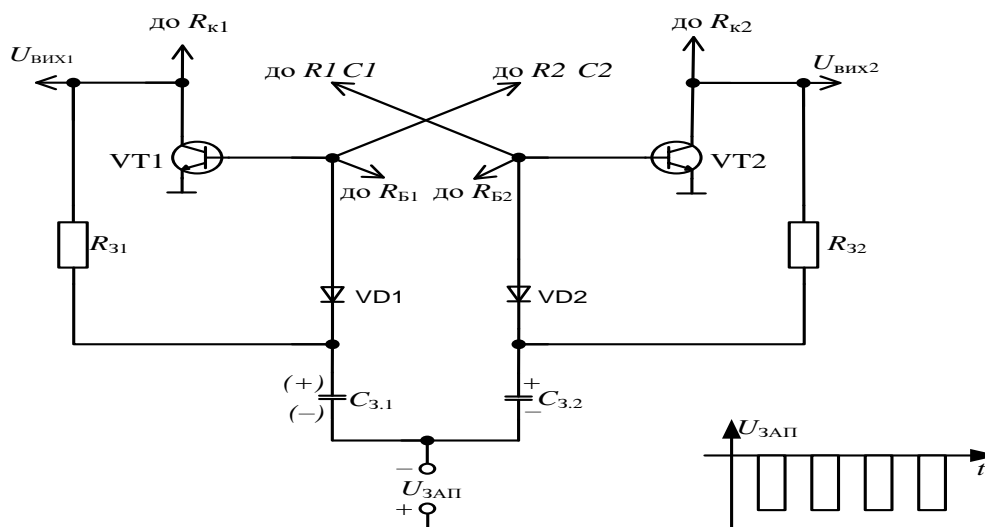 до Rк1
до Rк2
Uвих1
до R1 C1
до R2 C2
Uвих2
VT1
VT2
до RБ1
до RБ2
RЗ1
RЗ2
VD1
VD2
(+)
(–)
CЗ.1
+
–
CЗ.2
–
UЗАП
+
UЗАП
t